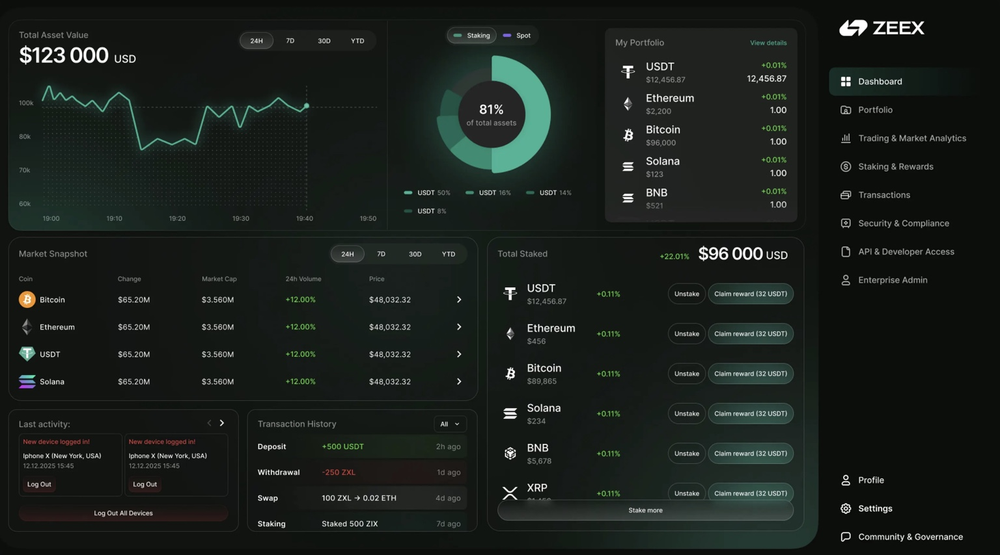 Total Asset Value
$123 000 USD
24H 7D 30D YTD
100k
80k
70k
60k
19:00 19:10 19:20 19:30 19:40 19:50
Staking Spot
81%
of total assets
USDT 50% USDT 16% USDT 14%
USDT 8%
My Portfolio View details
USDT +0.01%
$12,456.87 12,456.87
Ethereum +0.01%
$2,200 1.00
Bitcoin +0.01%
$96,000 1.00
Solana +0.01%
$123 1.00
BNB +0.01%
$521 1.00
Market Snapshot 24H 7D 30D YTD
Coin Change Market Cap 24h Volume Price
Bitcoin $65.20M $3.560M +12.00% $48,032.32
Ethereum $65.20M $3.560M +12.00% $48,032.32
USDT $65.20M $3.560M +12.00% $48,032.32
Solana $65.20M $3.560M +12.00% $48,032.32
Total Staked +22.01% $96 000 USD
USDT
$12,456.87 +0.11% Unstake Claim reward (32 USDT)
Ethereum
$456 +0.11% Unstake Claim reward (32 USDT)
Bitcoin
$89,865 +0.11% Unstake Claim reward (32 USDT)
Solana
$234 +0.11% Unstake Claim reward (32 USDT)
BNB
$5,678 +0.11% Unstake Claim reward (32 USDT)
XRP
+0.11% Unstake Claim reward (32 USDT)
Stake more
Last activity:
New device logged in!
Iphone X (New York, USA)
12.12.2025 15:45
Log Out
New device logged in!
Iphone X (New York, USA)
12.12.2025 15:45
Log Out
Log Out All Devices
Transaction History All
Deposit +500 USDT 2h ago
Withdrawal -250 ZXL 1d ago
Swap 100 ZXL → 0.02 ETH 4d ago
Staking Staked 500 ZIX 7d ago
ZEEX
Dashboard
Portfolio
Trading & Market Analytics
Staking & Rewards
Transactions
Security & Compliance
API & Developer Access
Enterprise Admin
Profile
Settings
Community & Governance